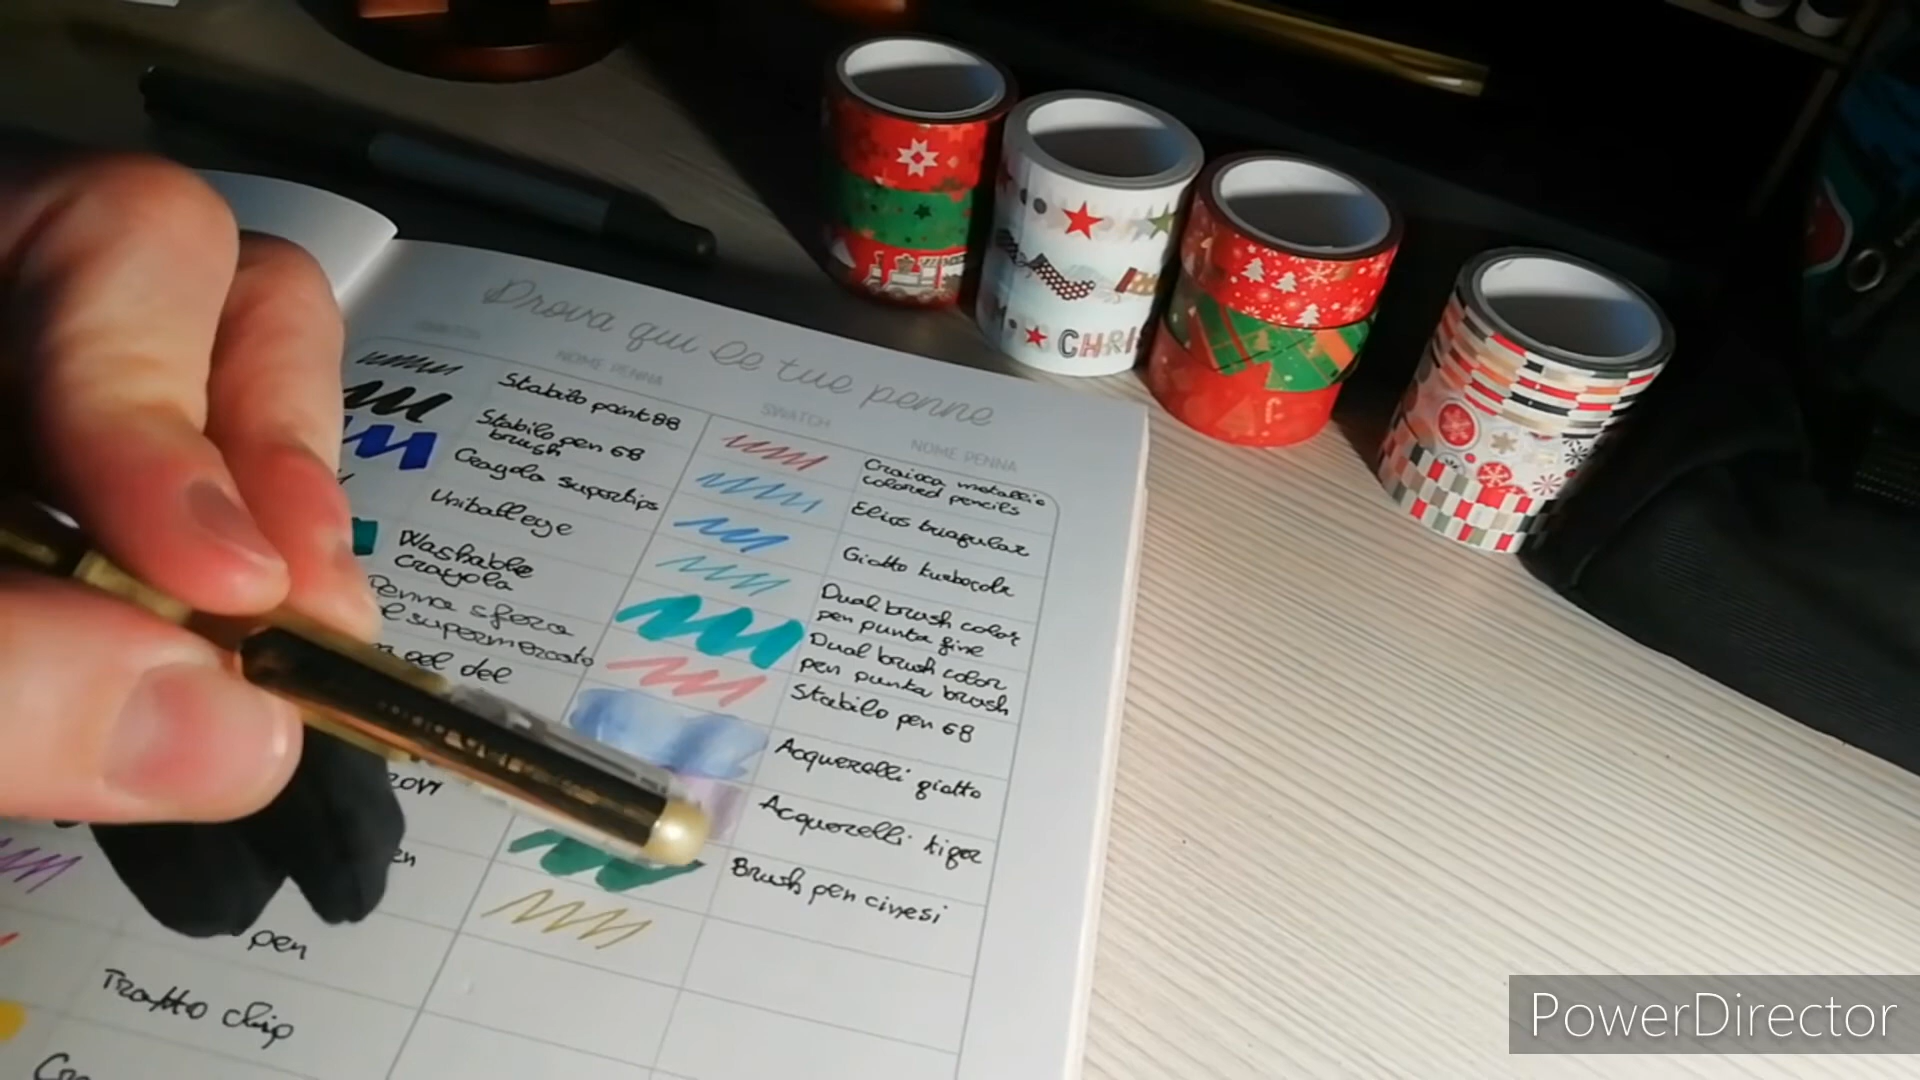 Prova qui le tue penne
SWATCH
NOME PENNA
SWATCH
NOME PENNA
Stabilo point 88
Stabilo pen 68
brush
Crayola supertips
Uniball eye
Washable
Crayola
Penna sfera
supermercato
gel del
pen
Tratto clip
Craioca metallic
colored pencils
Elios triagular
Giotto turbocolor
Dual brush color
pen punta fine
Dual brush color
pen punta brush
Stabilo pen 68
Acquerelli giotto
Acquerelli tiger
Brush pen cinesi
CHRIS
PowerDirector